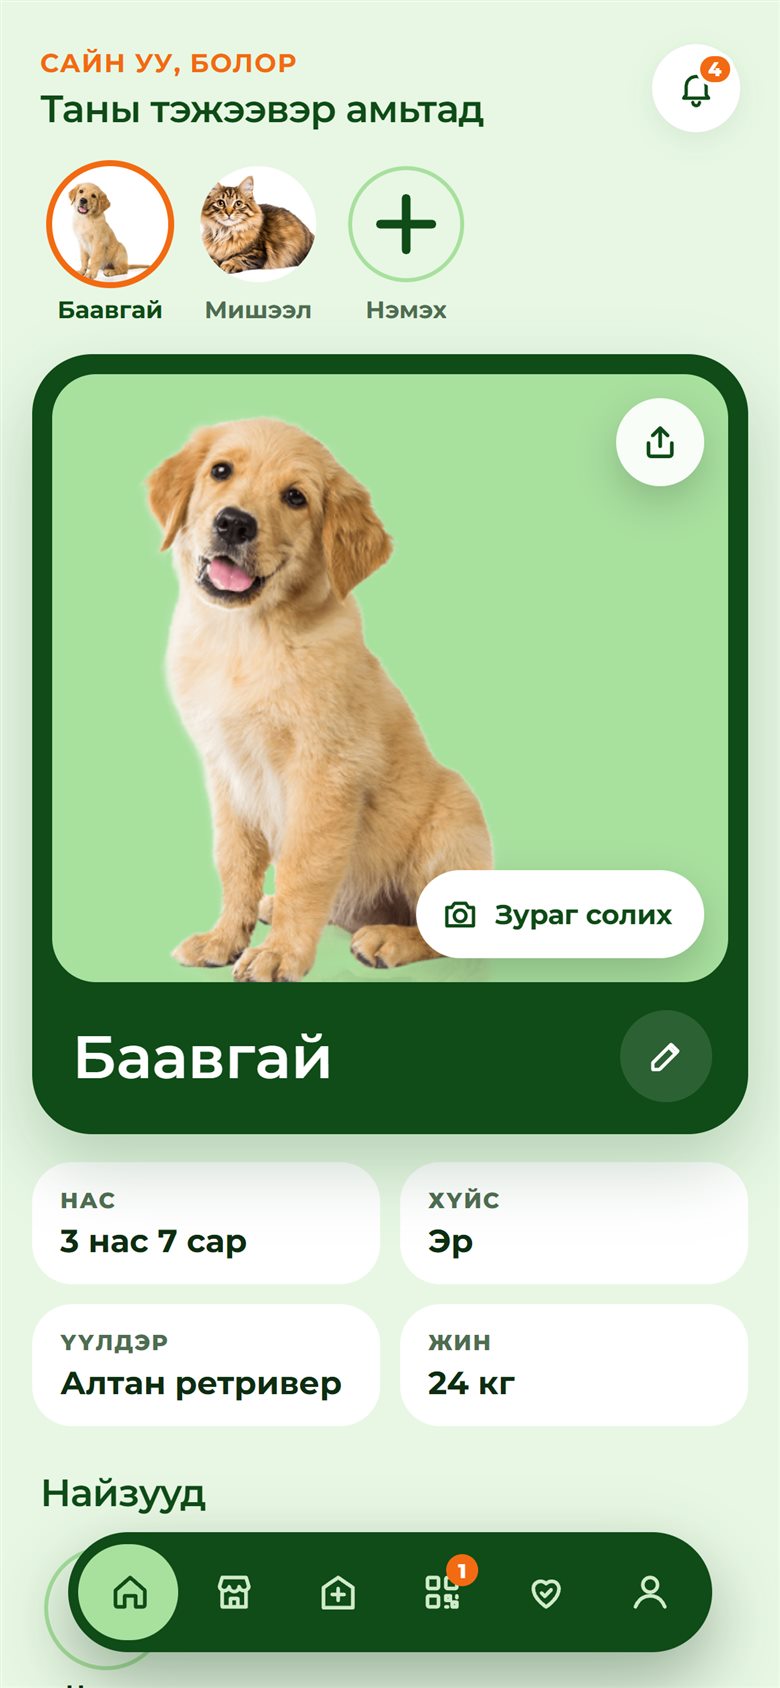 САЙН УУ, БОЛОР
Таны тэжээвэр амьтад
4
Баавгай
Мишээл
Нэмэх
Зураг солих
Баавгай
НАС
3 нас 7 сар
ХҮЙС
Эр
ҮҮЛДЭР
Алтан ретривер
ЖИН
24 кг
Найзууд
1